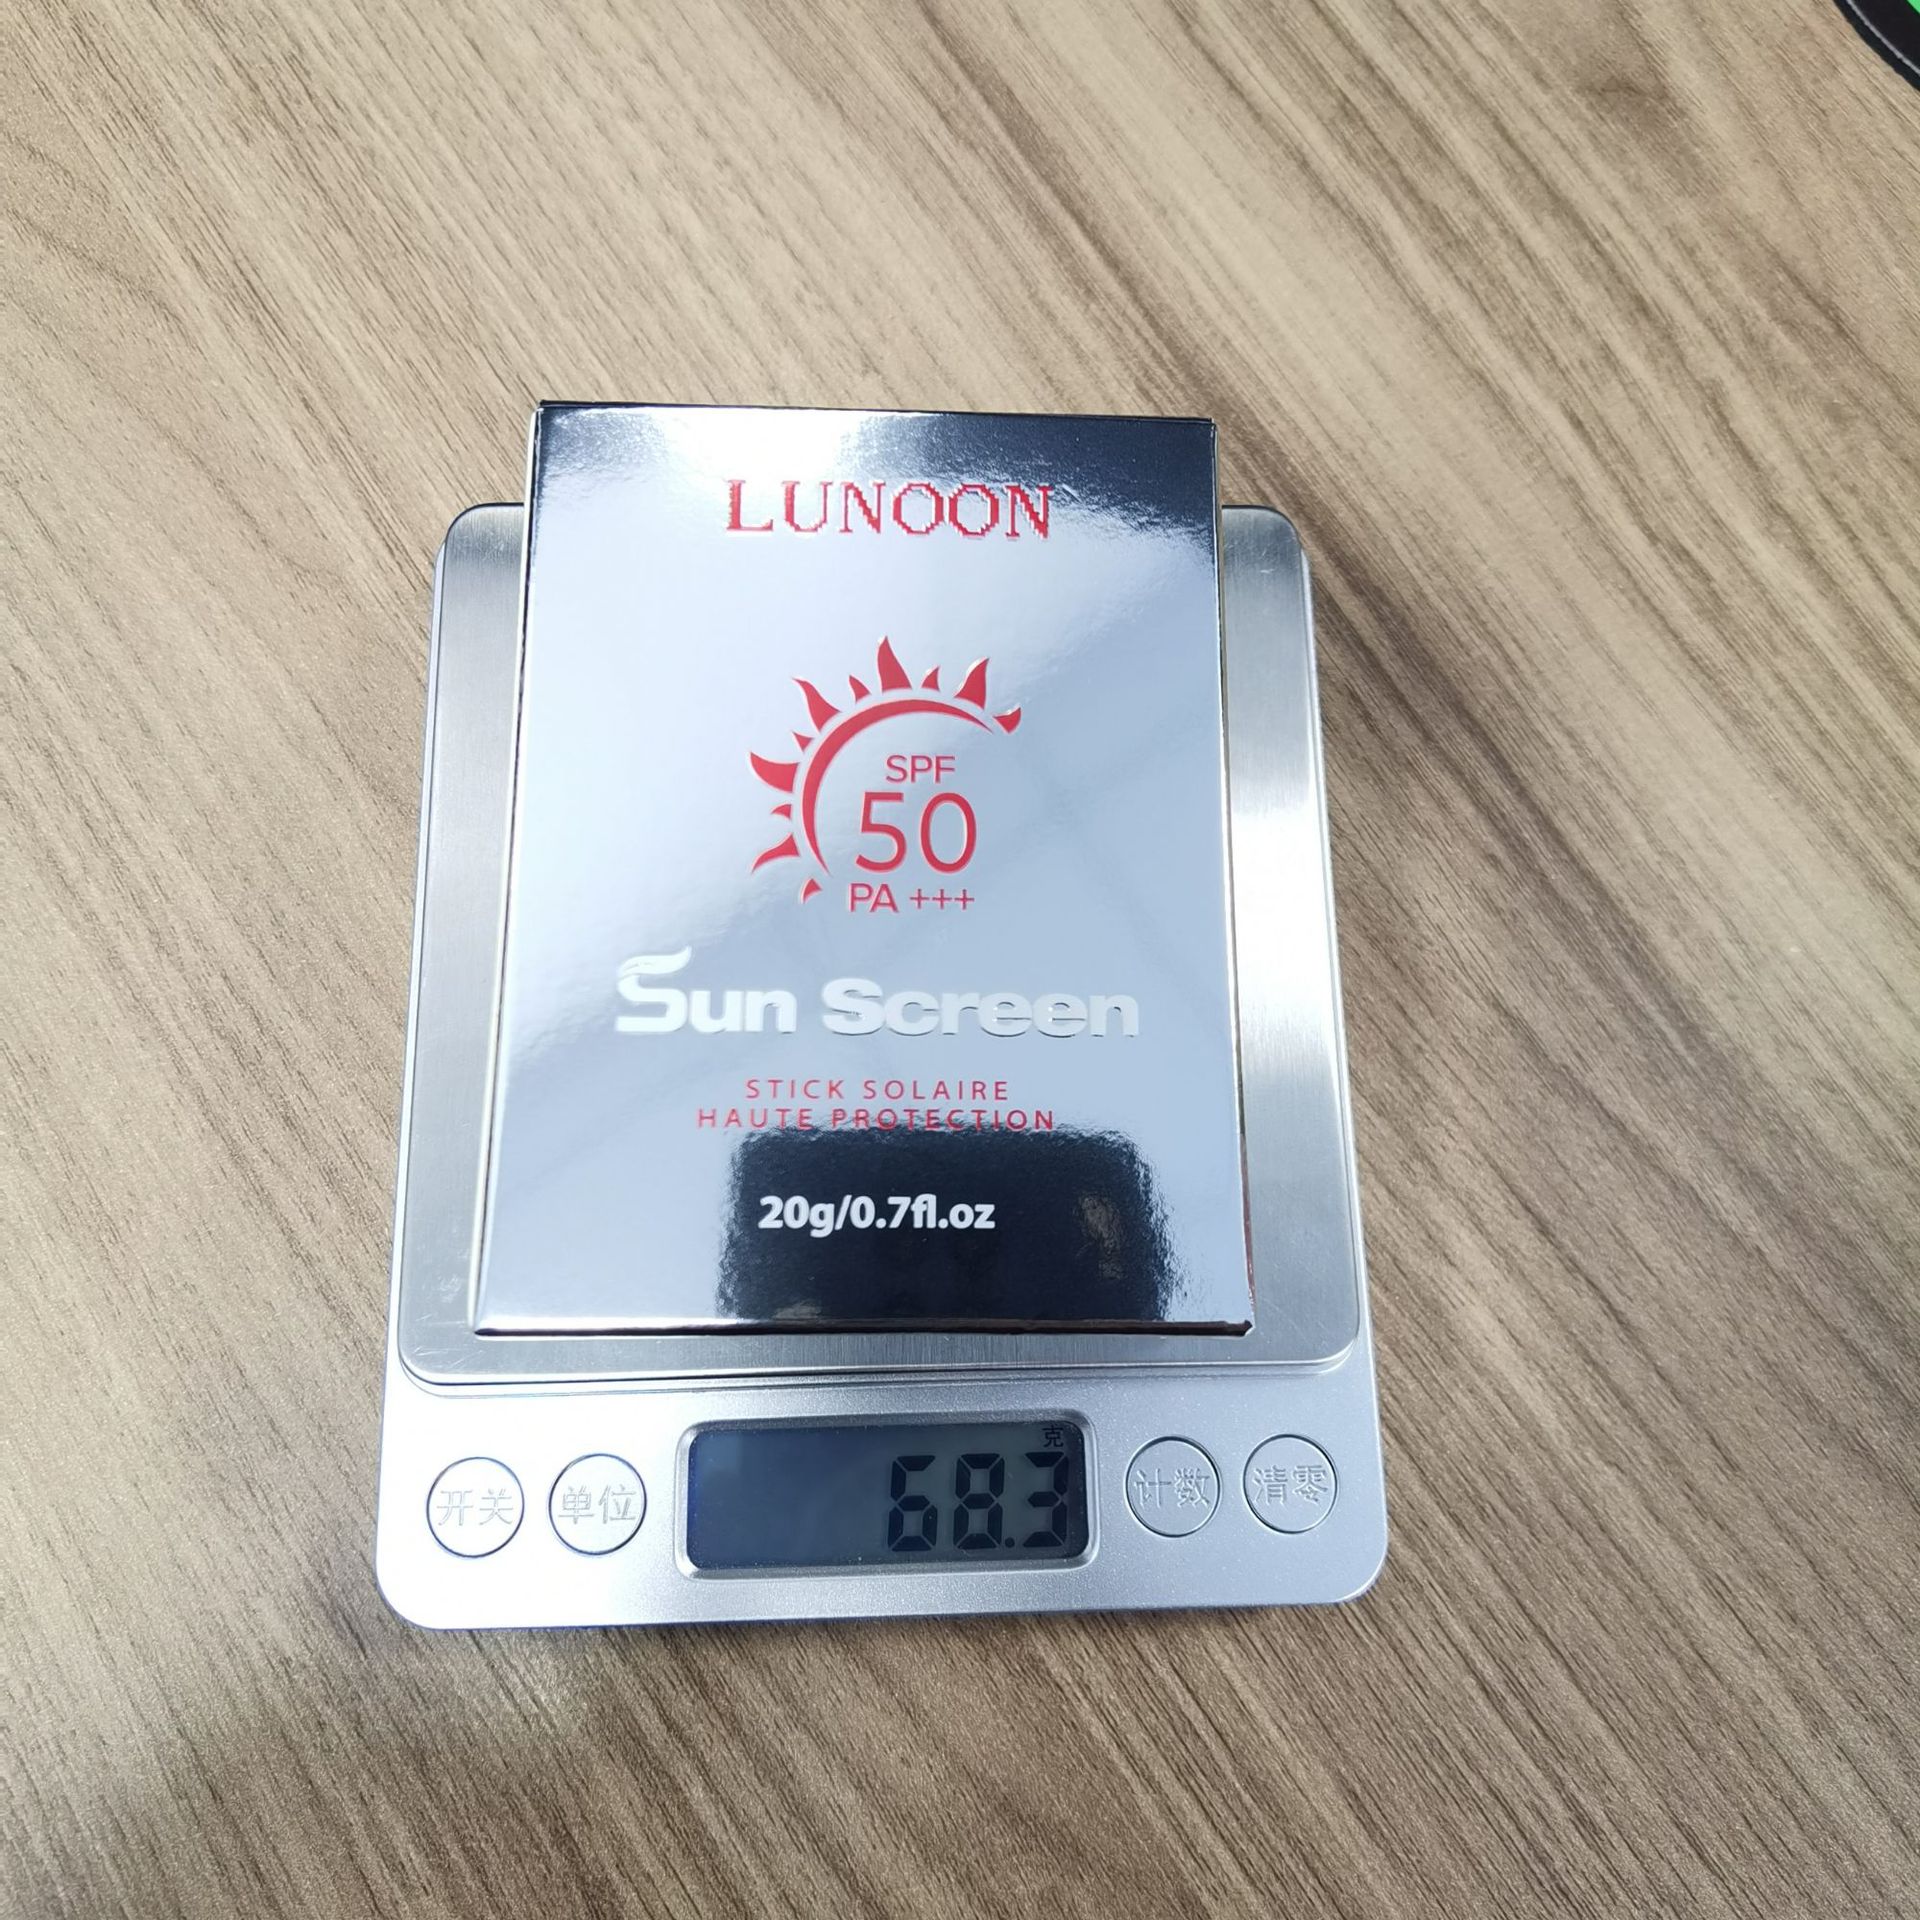 LUNOON
SPF
50
PA +++
Sun Screen
STICK SOLAIRE
HAUTE PROTECTION
20g/0.7fl.oz
克
68.3
开关
单位
计数
清零